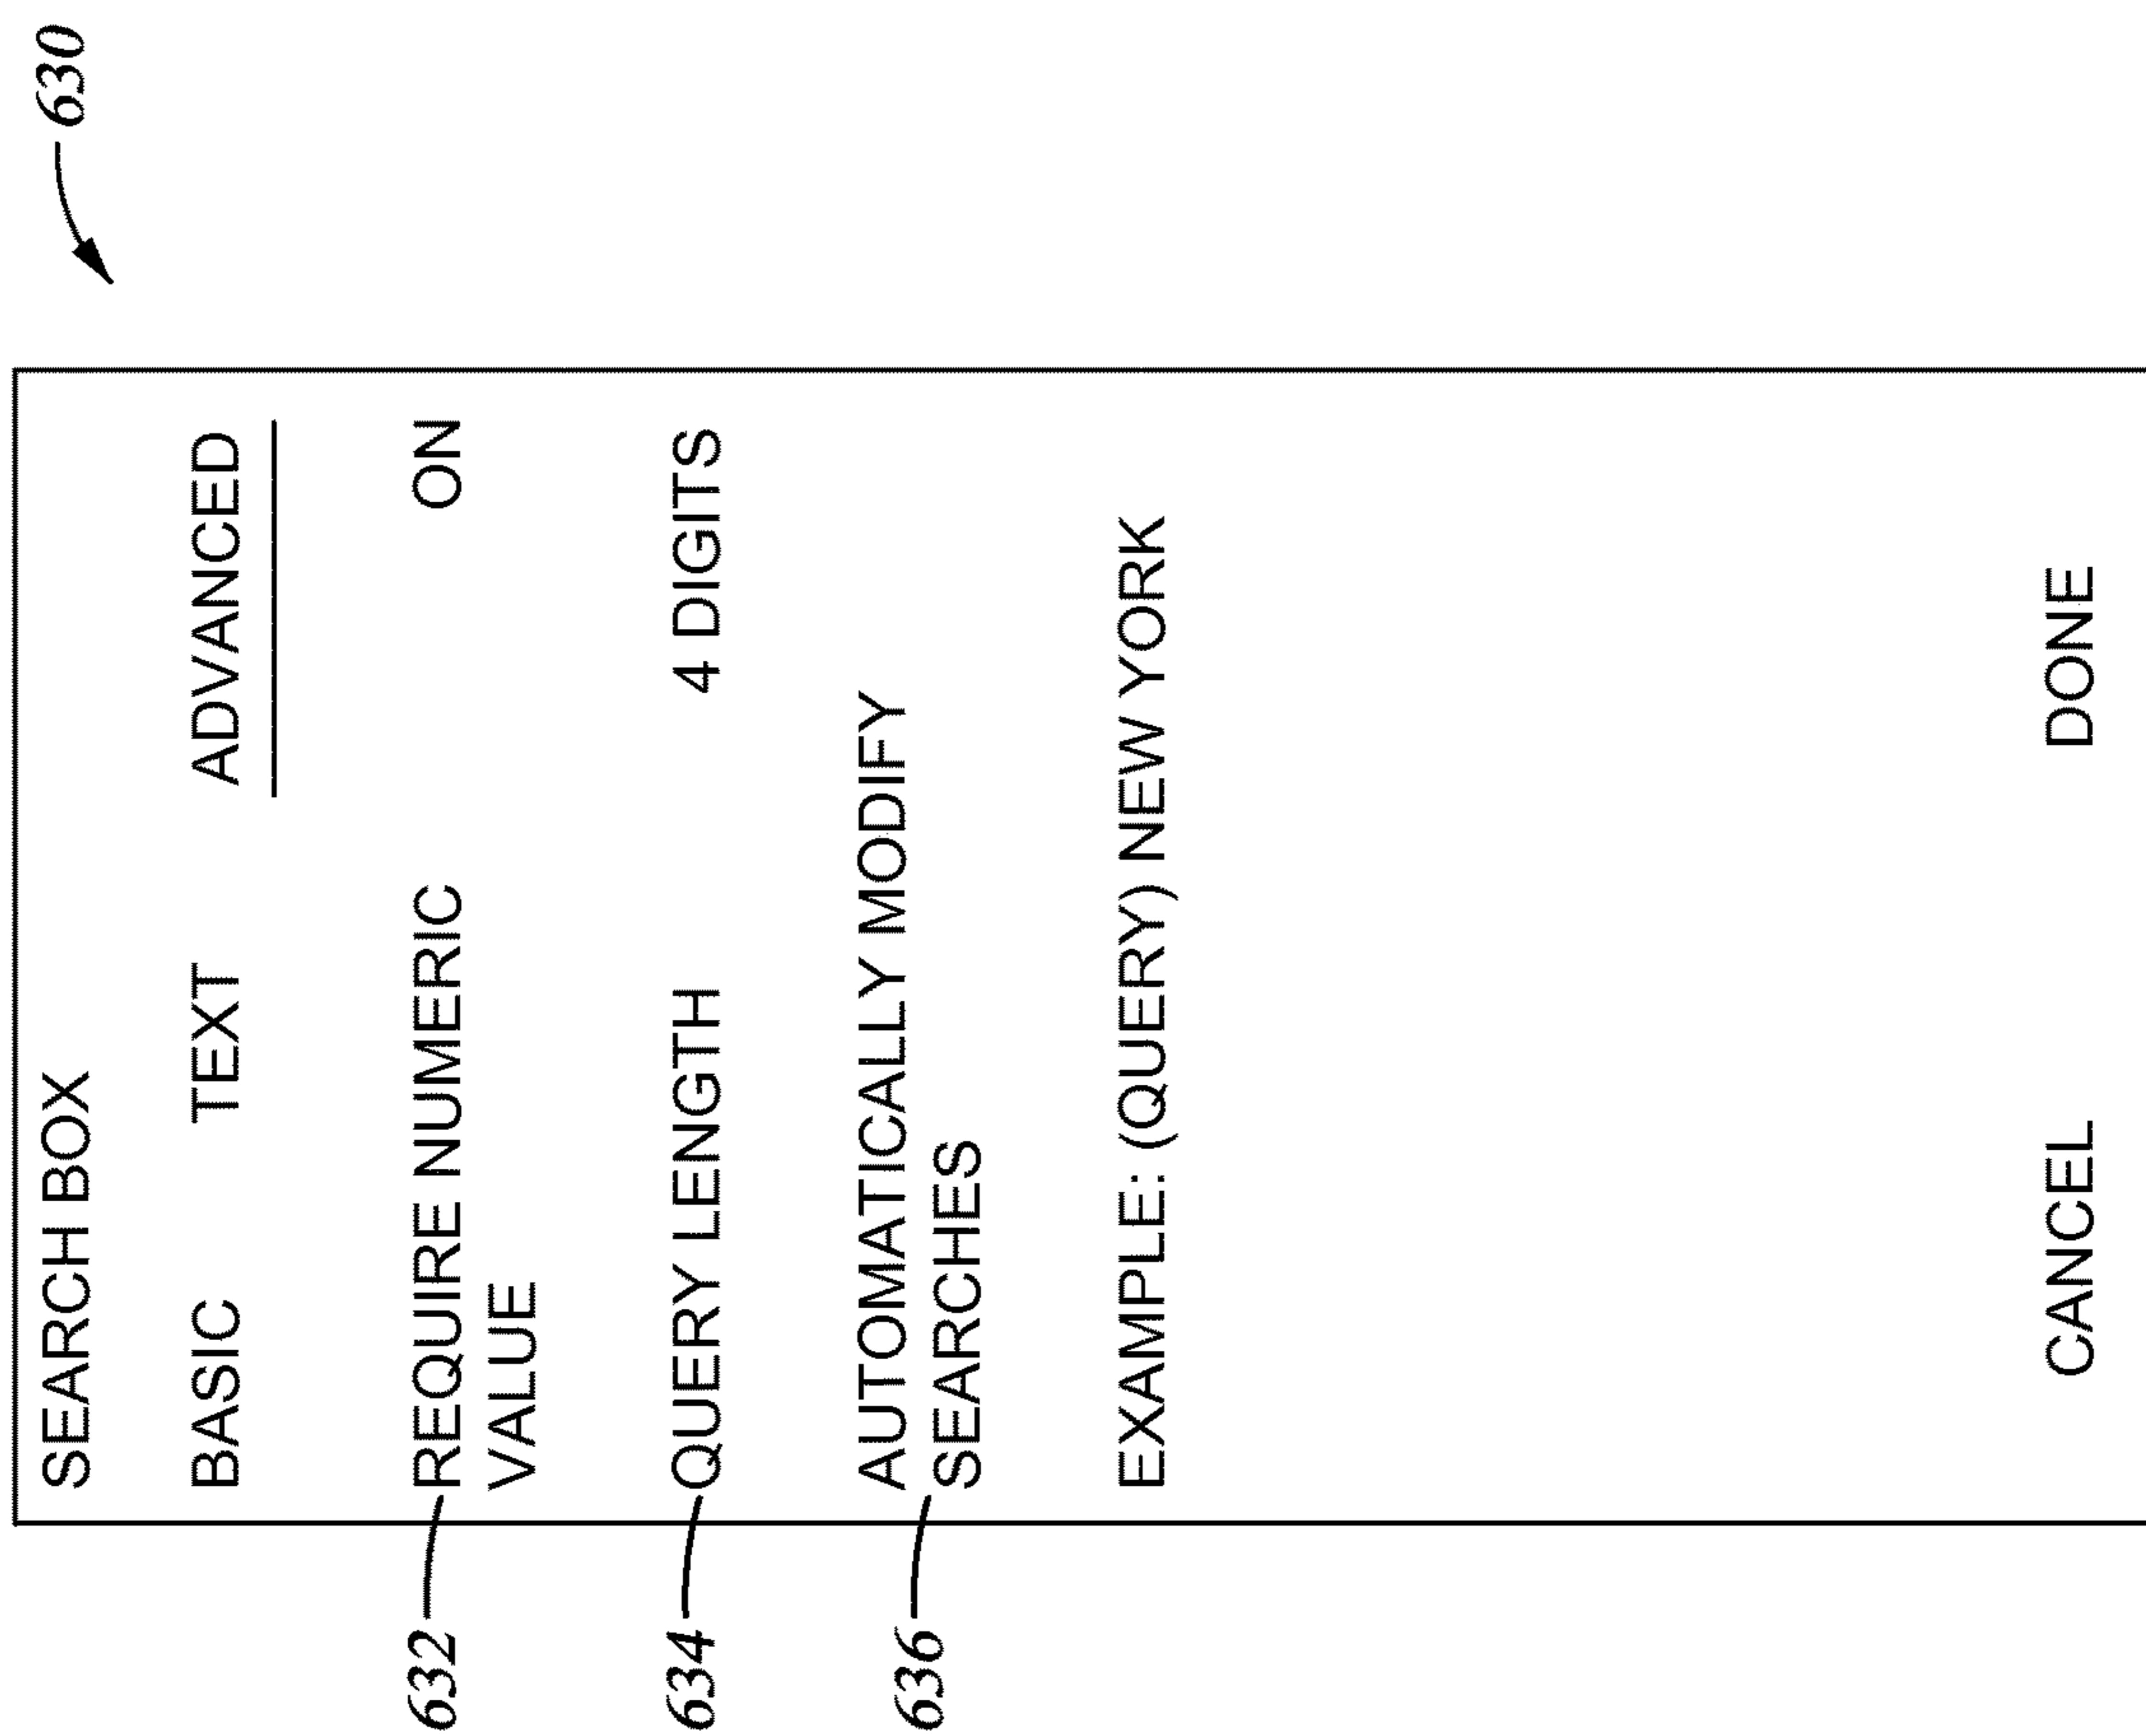 630
SEARCH BOX
BASIC TEXT ADVANCED
632 REQUIRE NUMERIC ON
VALUE
634 QUERY LENGTH 4 DIGITS
AUTOMATICALLY MODIFY
636 SEARCHES
EXAMPLE: (QUERY) NEW YORK
CANCEL DONE